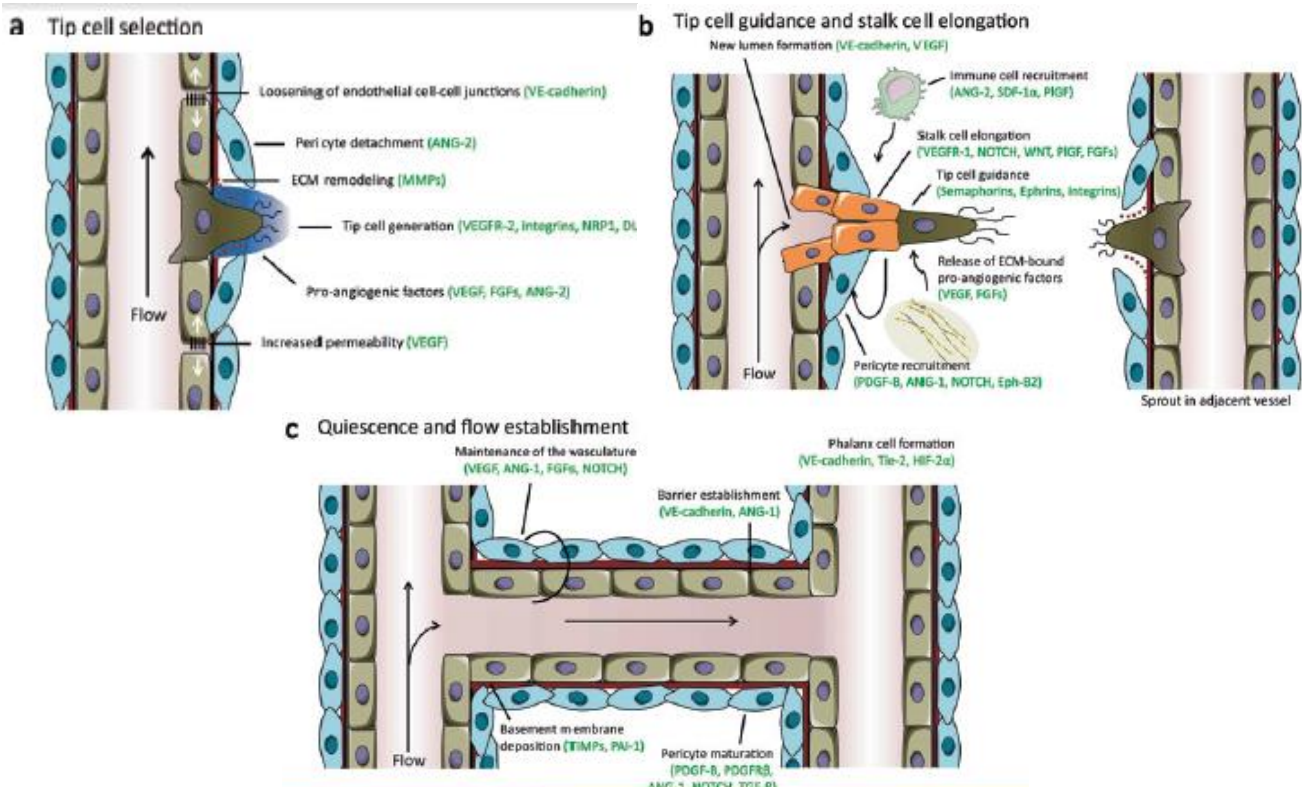 a Tip cell selection
Loosening of endothelial cell-cell junctions (VE-cadherin)
Pericyte detachment (ANG-2)
ECM remodeling (MMPs)
Tip cell generation (VEGFR-2, Integrins, NRP1,
Pro-angiogenic factors (VEGF, FGFs, ANG-2)
Flow
Increased permeability (VEGF)
b Tip cell guidance and stalk cell elongation
New lumen formation (VE-cadherin, VEGF)
Immune cell recruitment
(ANG-2, SDF-1α, PlGF)
Stalk cell elongation
(VEGFR-1, NOTCH, WNT, PlGF, FGFs)
Tip cell guidance
(Semaphorins, Ephrins, Integrins)
Release of ECM-bound
pro-angiogenic factors
(VEGF, FGFs)
Flow
Pericyte recruitment
(PDGF-B, ANG-1, NOTCH, Eph-B2)
Sprout in adjacent vessel
c Quiescence and flow establishment
Maintenance of the wasculature
(VEGF, ANG-1, FGFs, NOTCH)
Phalanx cell formation
(VE-cadherin, Tie-2, HIF-2α)
Barrier establishment
(VE-cadherin, ANG-1)
Basement membrane
deposition (TIMPs, PAI-1)
Flow
Pericyte maturation
(PDGF-B, PDGFRβ,
ANG-1, NOTCH, TGF-β)